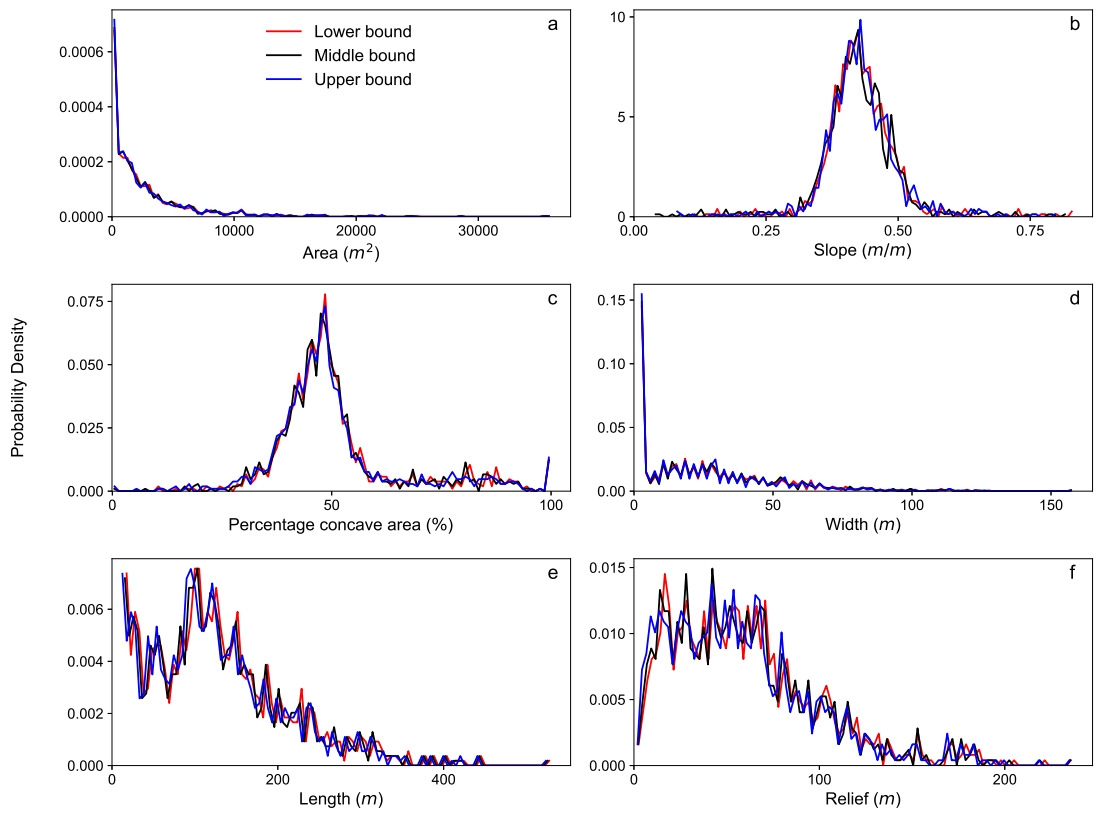 a
Lower bound
Middle bound
Upper bound
0.0006
0.0004
0.0002
0.0000
0 10000 20000 30000
Area (m²)
b
10
5
0
0.00 0.25 0.50 0.75
Slope (m/m)
Probability Density
c
0.075
0.050
0.025
0.000
0 50 100
Percentage concave area (%)
d
0.15
0.10
0.05
0.00
0 50 100 150
Width (m)
e
0.006
0.004
0.002
0.000
0 200 400
Length (m)
f
0.015
0.010
0.005
0.000
0 100 200
Relief (m)